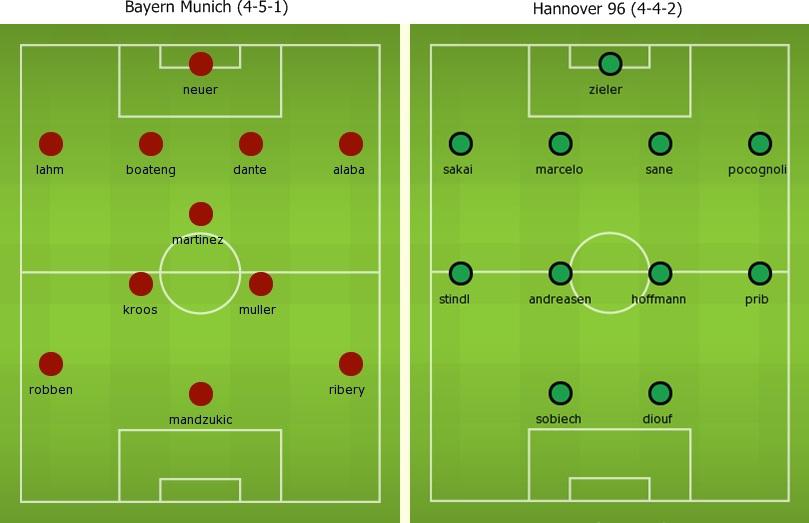 Bayern Munich (4-5-1)
neuer
lahm boateng dante alaba
martinez
kroos muller
robben ribery
mandzukic
Hannover 96 (4-4-2)
zieler
sakai marcelo sane pocognoli
stindl andreasen hoffmann prib
sobiech diouf